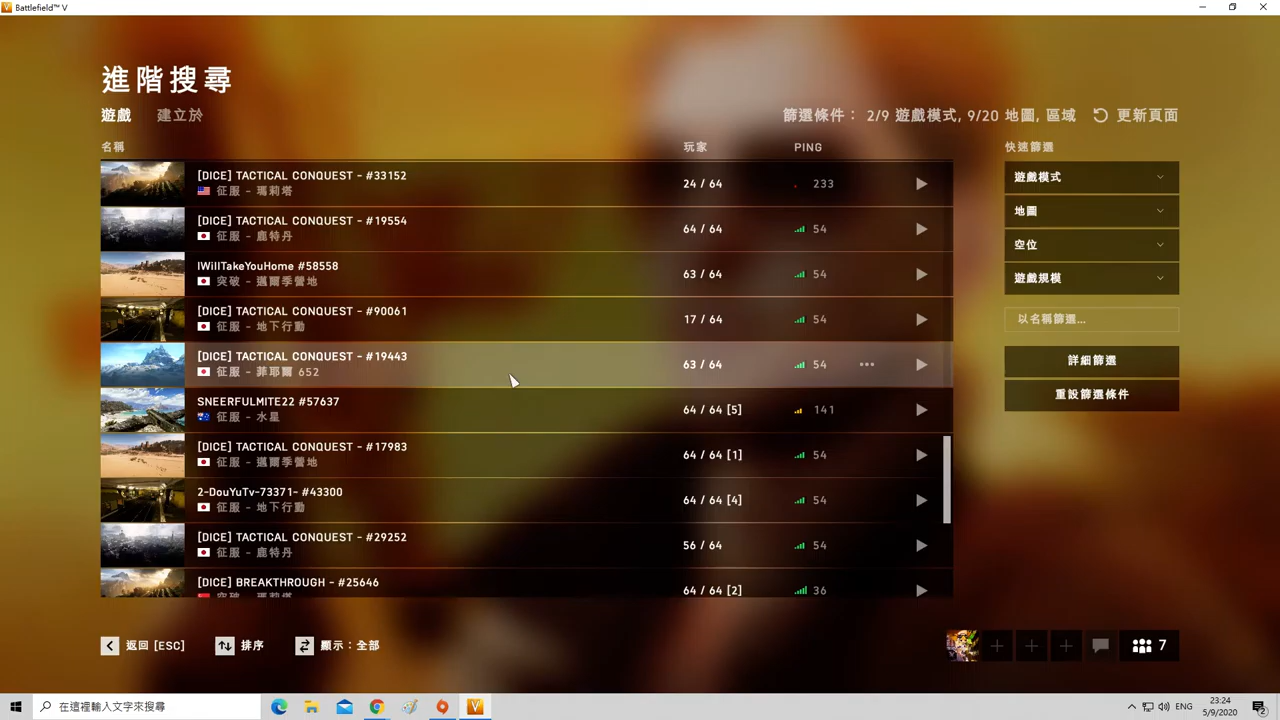 Battlefield™ V
進階搜尋
遊戲 建立於
篩選條件： 2/9 遊戲模式, 9/20 地圖, 區域 更新頁面
名稱 玩家 PING 快速篩選
[DICE] TACTICAL CONQUEST - #33152
征服 - 瑪莉塔
24 / 64 233
[DICE] TACTICAL CONQUEST - #19554
征服 - 鹿特丹
64 / 64 54
IWillTakeYouHome #58558
突破 - 邁爾季營地
63 / 64 54
[DICE] TACTICAL CONQUEST - #90061
征服 - 地下行動
17 / 64 54
[DICE] TACTICAL CONQUEST - #19443
征服 - 菲耶爾 652
63 / 64 54
SNEERFULMITE22 #57637
征服 - 水星
64 / 64 [5] 141
[DICE] TACTICAL CONQUEST - #17983
征服 - 邁爾季營地
64 / 64 [1] 54
2-DouYuTv-73371- #43300
征服 - 地下行動
64 / 64 [4] 54
[DICE] TACTICAL CONQUEST - #29252
征服 - 鹿特丹
56 / 64 54
[DICE] BREAKTHROUGH - #25646
突破 - 瑪莉塔
64 / 64 [2] 36
遊戲模式
地圖
空位
遊戲規模
以名稱篩選...
詳細篩選
重設篩選條件
返回 [ESC] 排序 顯示：全部
7
在這裡輸入文字來搜尋
ENG
23:24
5/9/2020
2